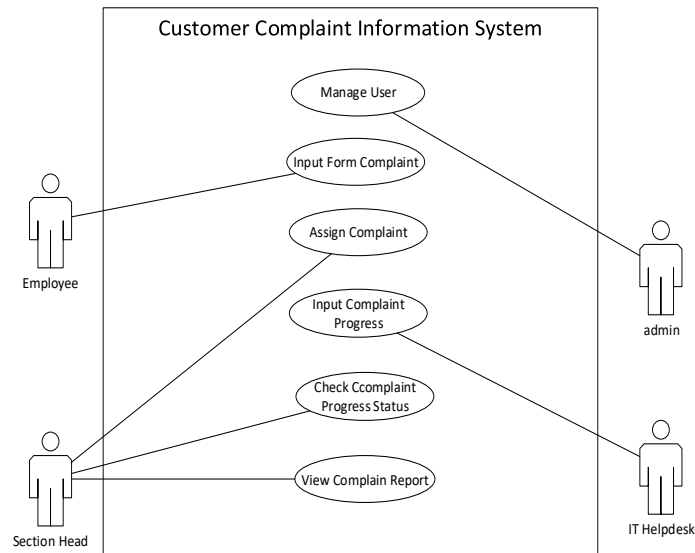 Customer Complaint Information System
Manage User
Input Form Complaint
Employee
Assign Complaint
admin
Input Complaint
Progress
Check Ccomplaint
Progress Status
View Complain Report
Section Head
IT Helpdesk